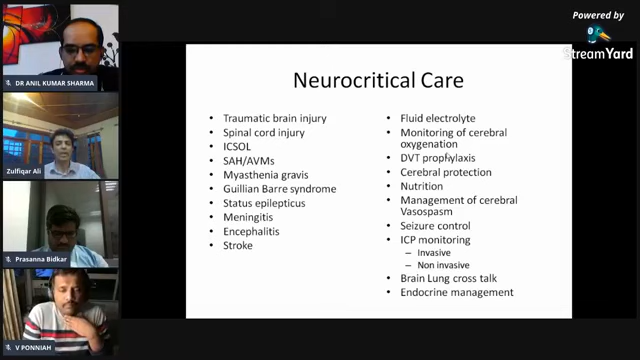 Powered by
StreamYard
DR ANIL KUMAR SHARMA
Zulfiqar Ali
Prasanna Bidkar
V PONNIAH
Neurocritical Care
• Traumatic brain injury
• Spinal cord injury
• ICSOL
• SAH/AVMs
• Myasthenia gravis
• Guillian Barre syndrome
• Status epilepticus
• Meningitis
• Encephalitis
• Stroke
• Fluid electrolyte
• Monitoring of cerebral
oxygenation
• DVT propfylaxis
• Cerebral protection
• Nutrition
• Management of cerebral
Vasospasm
• Seizure control
• ICP monitoring
– Invasive
– Non invasive
• Brain Lung cross talk
• Endocrine management